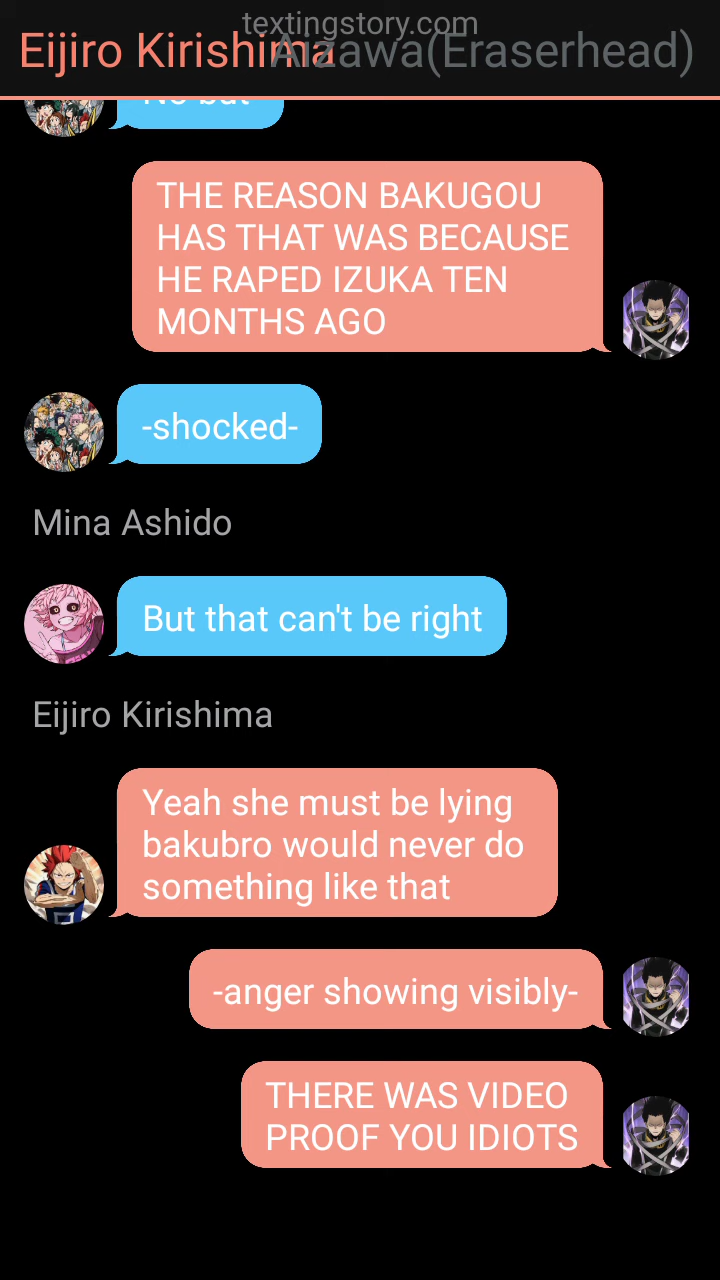 textingstory.com
Eijiro Kirishima
Aizawa(Eraserhead)
No but
THE REASON BAKUGOU
HAS THAT WAS BECAUSE
HE RAPED IZUKA TEN
MONTHS AGO
-shocked-
Mina Ashido
But that can't be right
Eijiro Kirishima
Yeah she must be lying
bakubro would never do
something like that
-anger showing visibly-
THERE WAS VIDEO
PROOF YOU IDIOTS